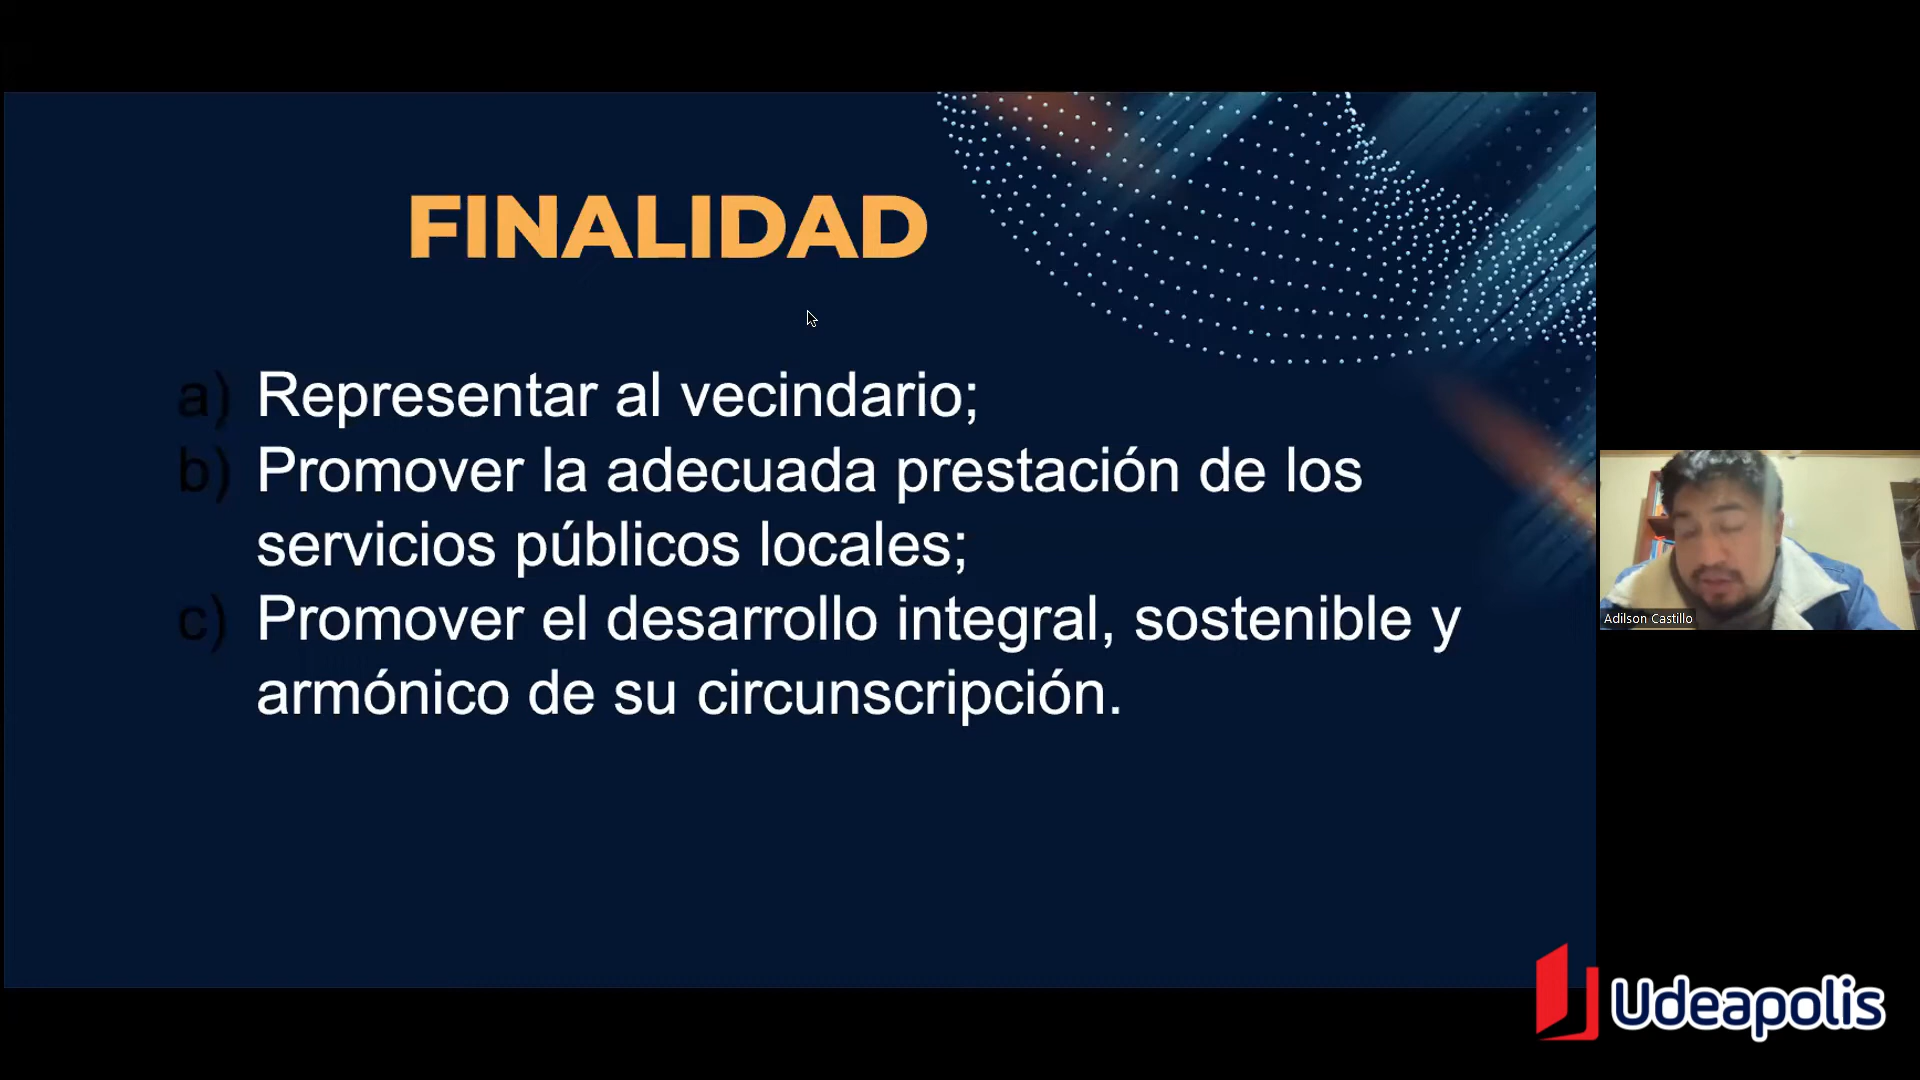 FINALIDAD
a) Representar al vecindario;
b) Promover la adecuada prestación de los
servicios públicos locales;
c) Promover el desarrollo integral, sostenible y
armónico de su circunscripción.
Adilson Castillo
Udeapolis